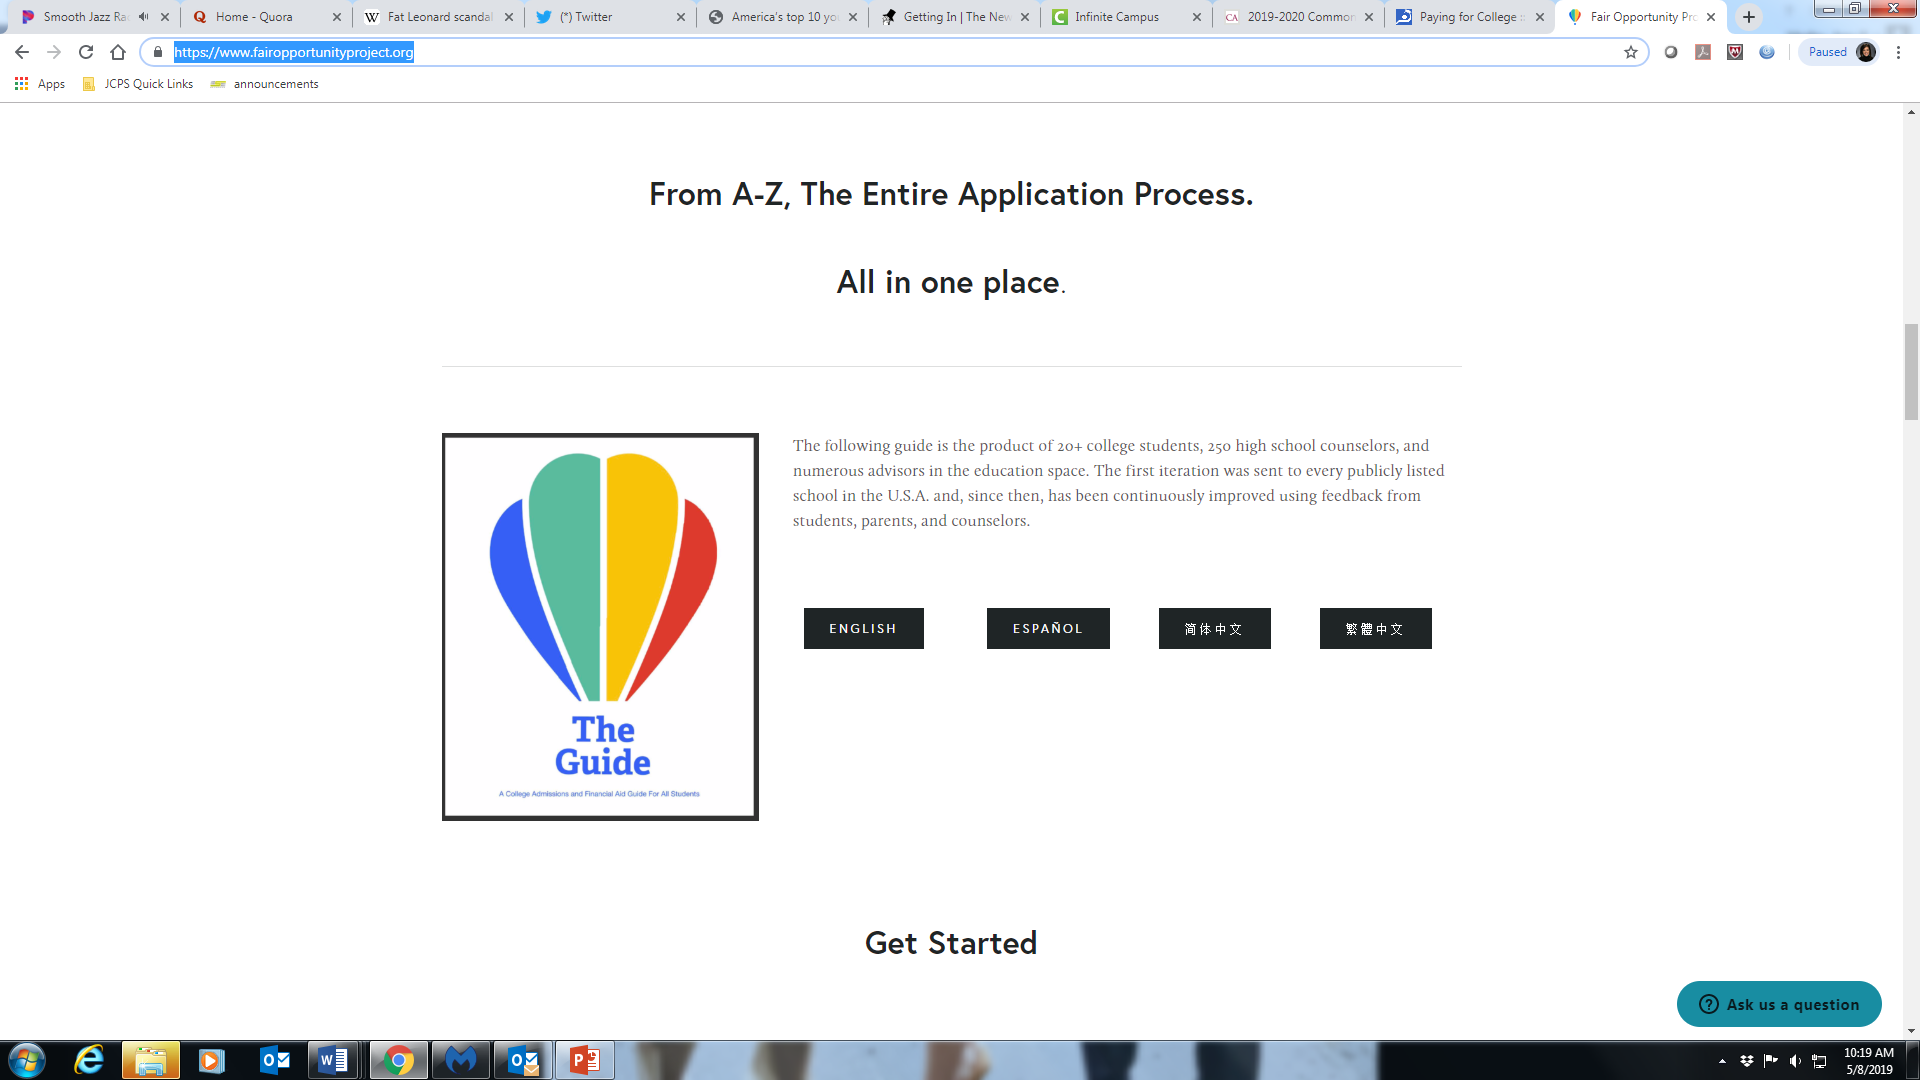 Smooth Jazz Ra
Home - Quora
Fat Leonard scandal
(*) Twitter
America's top 10 yo
Getting In | The New
Infinite Campus
2019-2020 Common
Paying for College
Fair Opportunity Pro
https://www.fairopportunityproject.org
Paused
Apps
JCPS Quick Links
announcements
From A-Z, The Entire Application Process.
All in one place.
The following guide is the product of 20+ college students, 250 high school counselors, and
numerous advisors in the education space. The first iteration was sent to every publicly listed
school in the U.S.A. and, since then, has been continuously improved using feedback from
students, parents, and counselors.
ENGLISH
ESPAÑOL
简体中文
繁體中文
The
Guide
A College Admissions and Financial Aid Guide For All Students
Get Started
Ask us a question
10:19 AM
5/8/2019